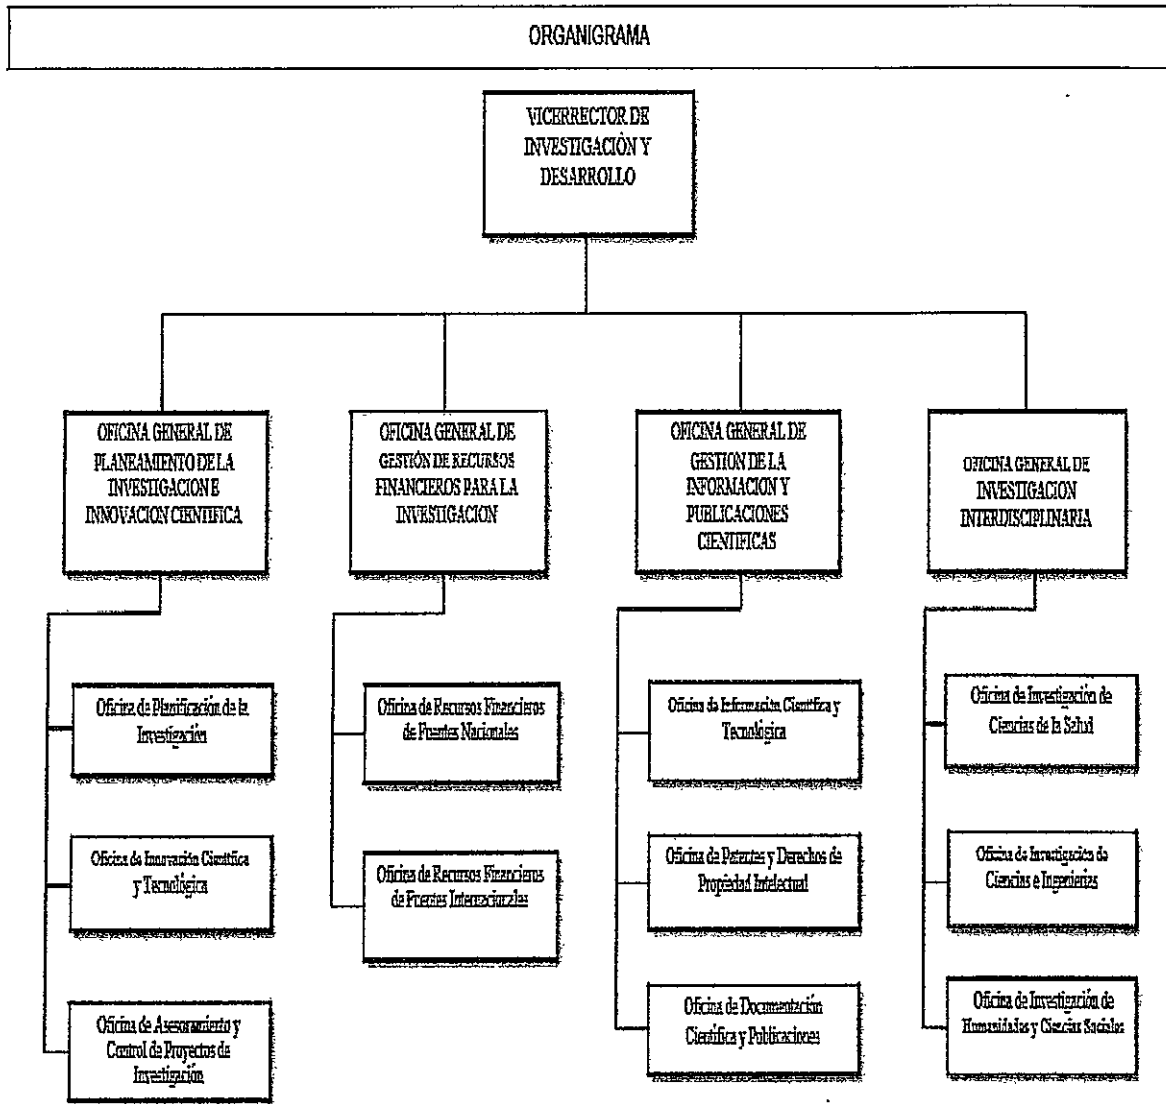 ORGANIGRAMA
VICERRECTOR DE
INVESTIGACIÓN Y
DESARROLLO
OFICINA GENERAL DE
PLANEAMIENTO DE LA
INVESTIGACION E
INNOVACION CIENTIFICA
OFICINA GENERAL DE
GESTIÓN DE RECURSOS
FINANCIEROS PARA LA
INVESTIGACION
OFICINA GENERAL DE
GESTION DE LA
INFORMACION Y
PUBLICACIONES
CIENTIFICAS
OFICINA GENERAL DE
INVESTIGACION
INTERDISCIPLINARIA
Oficina de Planificación de la
Investigación
Oficina de Innovación Científica
y Tecnológica
Oficina de Asesoramiento y
Control de Proyectos de
Investigación
Oficina de Recursos Financieros
de Fuentes Nacionales
Oficina de Recursos Financieros
de Fuentes Internacionales
Oficina de Información Científica y
Tecnológica
Oficina de Patentes y Derechos de
Propiedad Intelectual
Oficina de Documentación
Científica y Publicaciones
Oficina de Investigación de
Ciencias de la Salud
Oficina de Investigación de
Ciencias e Ingenierías
Oficina de Investigación de
Humanidades y Ciencias Sociales